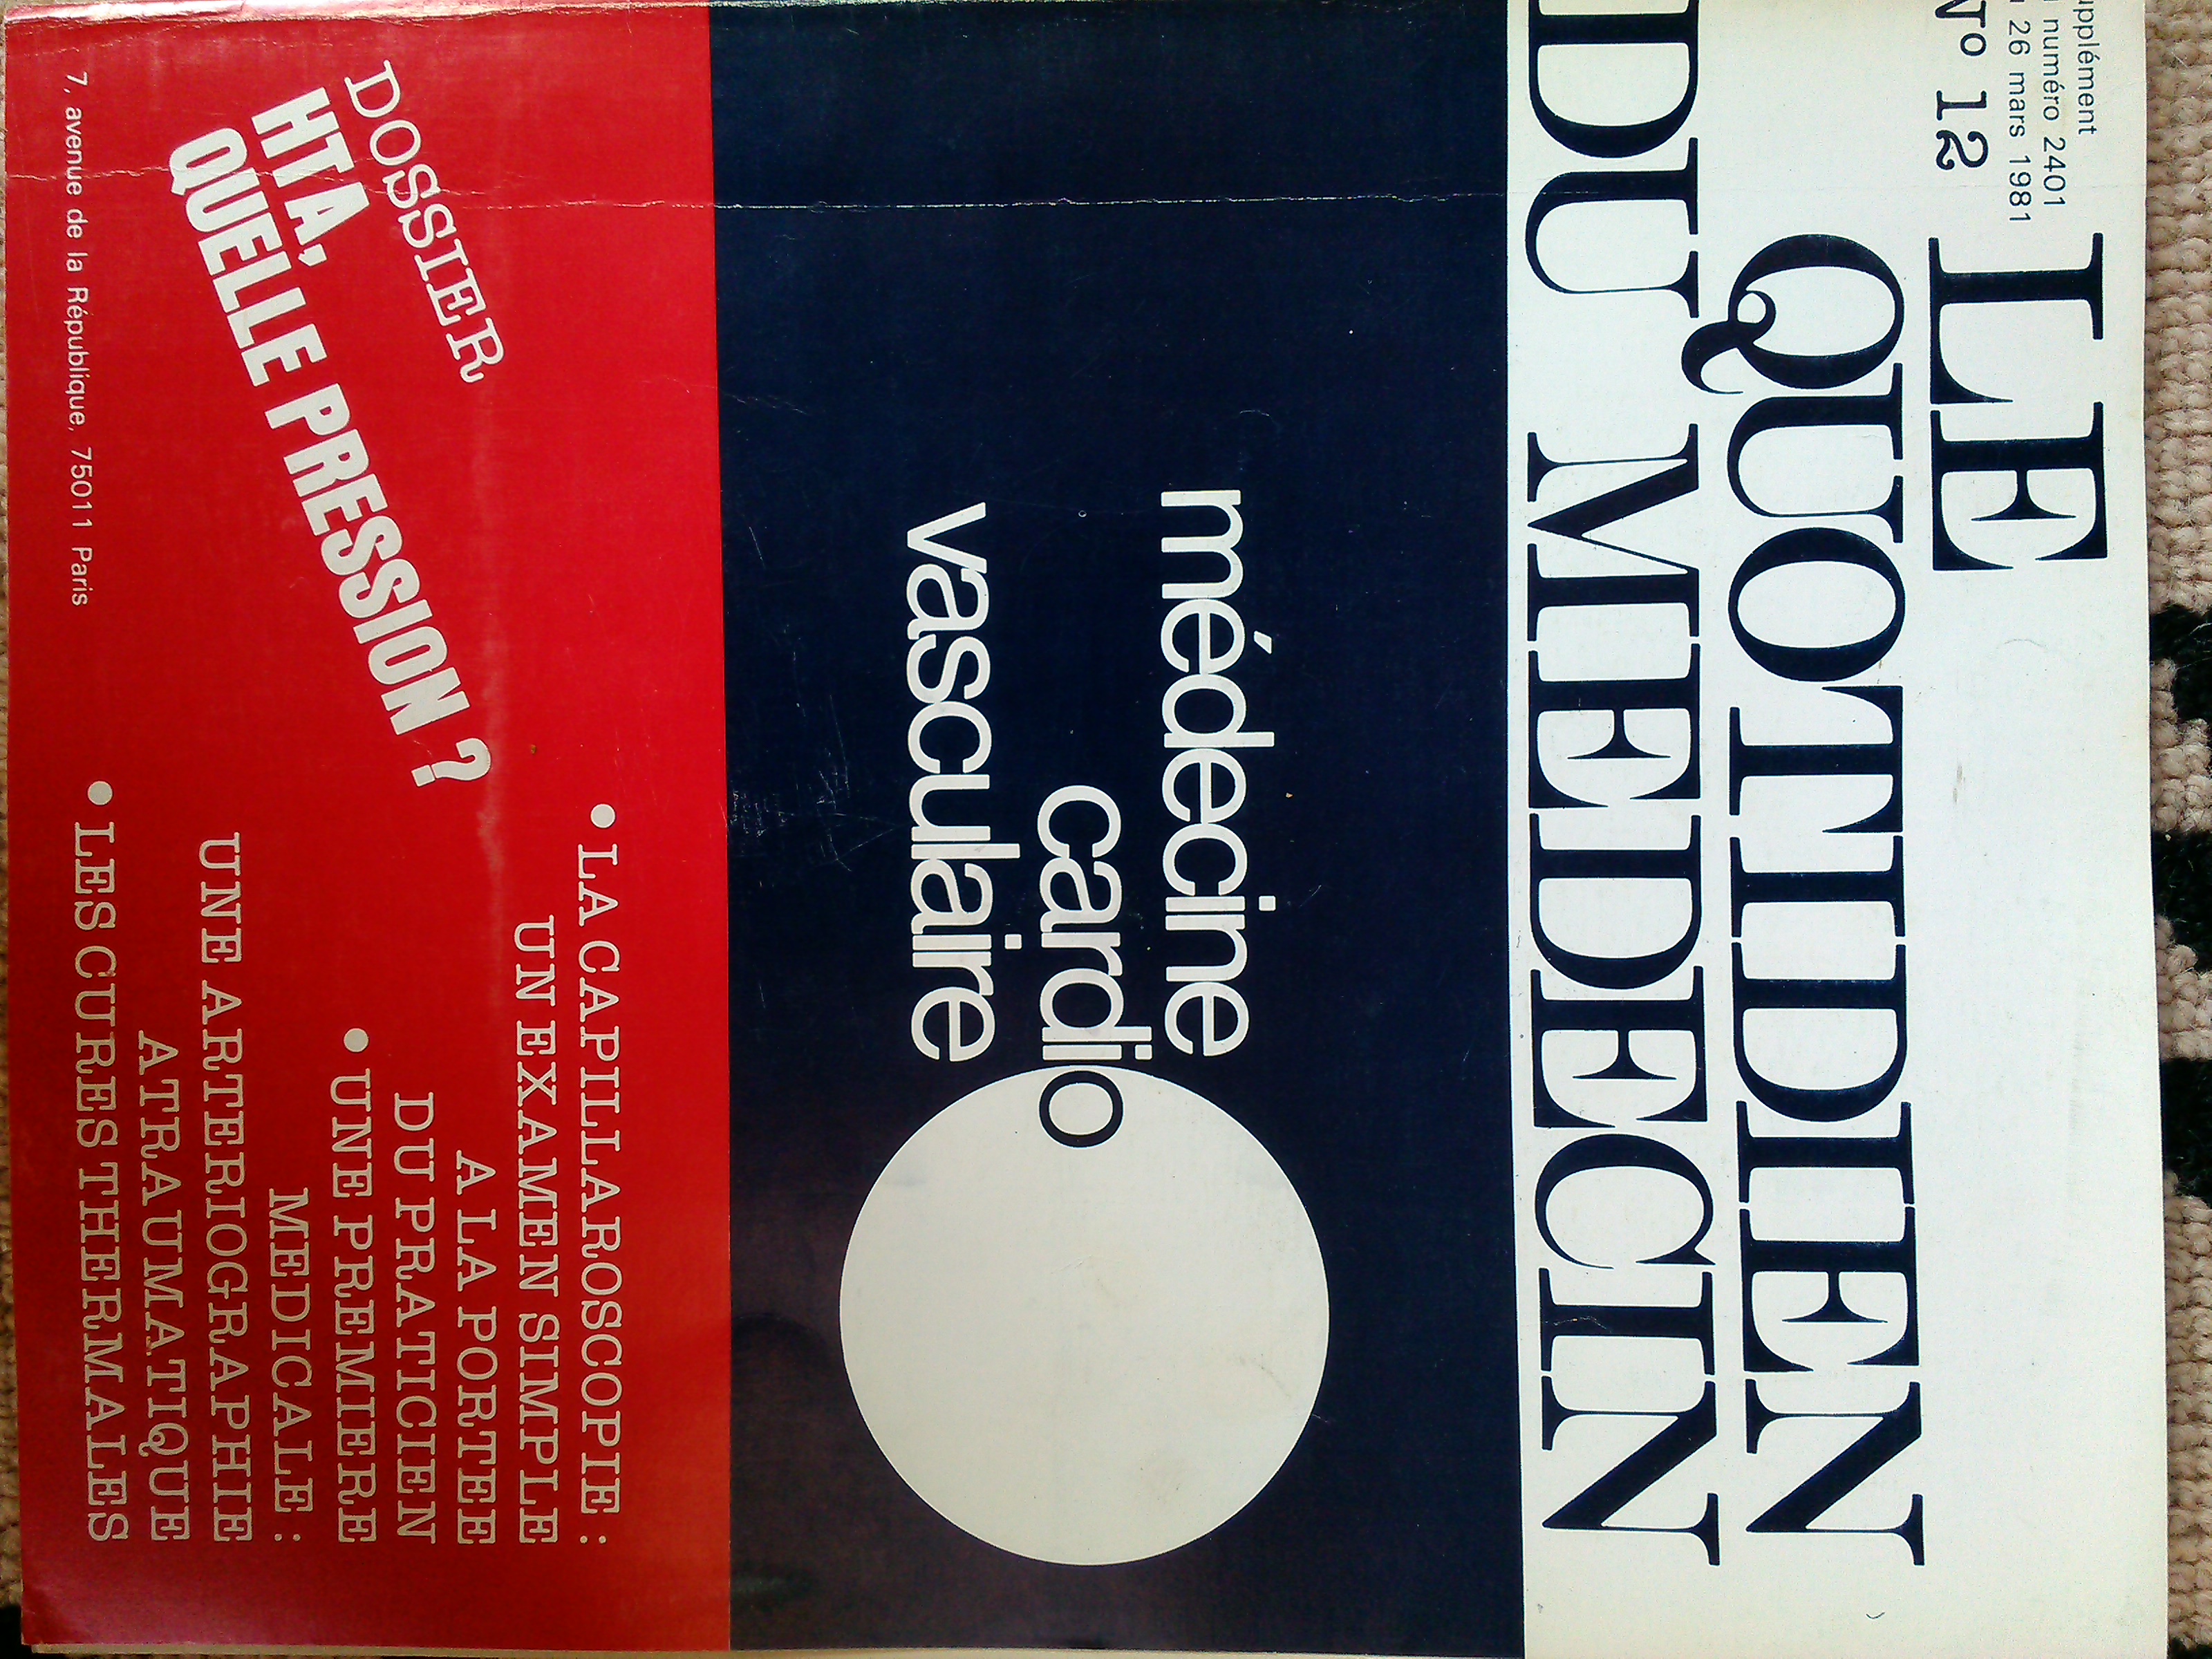 LE
QUOTIDIEN
DU MEDECIN
numéro 2401
26 mars 1981
Nº 12
médecine
cardio
vasculaire
DOSSIER
HTA,
QUELLE PRESSION ?
• LA CAPILLAROSCOPIE :
UN EXAMEN SIMPLE
A LA PORTEE
DU PRATICIEN
• UNE PREMIERE
MEDICALE :
UNE ARTERIOGRAPHIE
ATRAUMATIQUE
• LES CURES THERMALES
7, avenue de la République, 75011 Paris